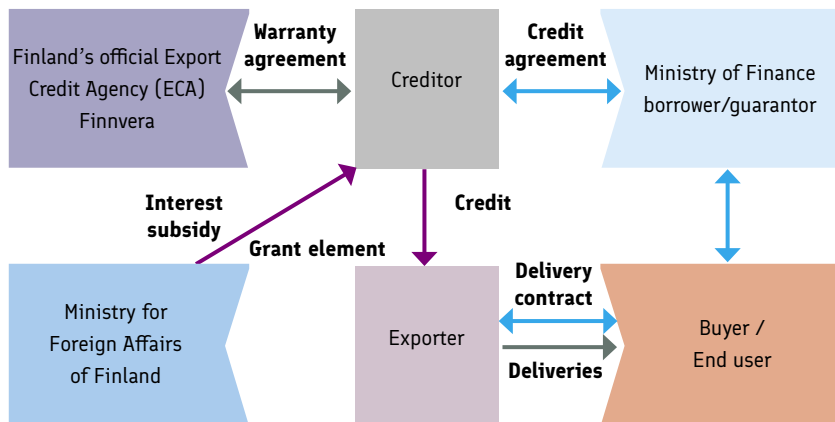 Finland's official Export
Credit Agency (ECA)
Finnvera
Warranty
agreement
Creditor
Credit
agreement
Ministry of Finance
borrower/guarantor
Interest
subsidy
Grant element
Credit
Ministry for
Foreign Affairs
of Finland
Exporter
Delivery
contract
Deliveries
Buyer /
End user